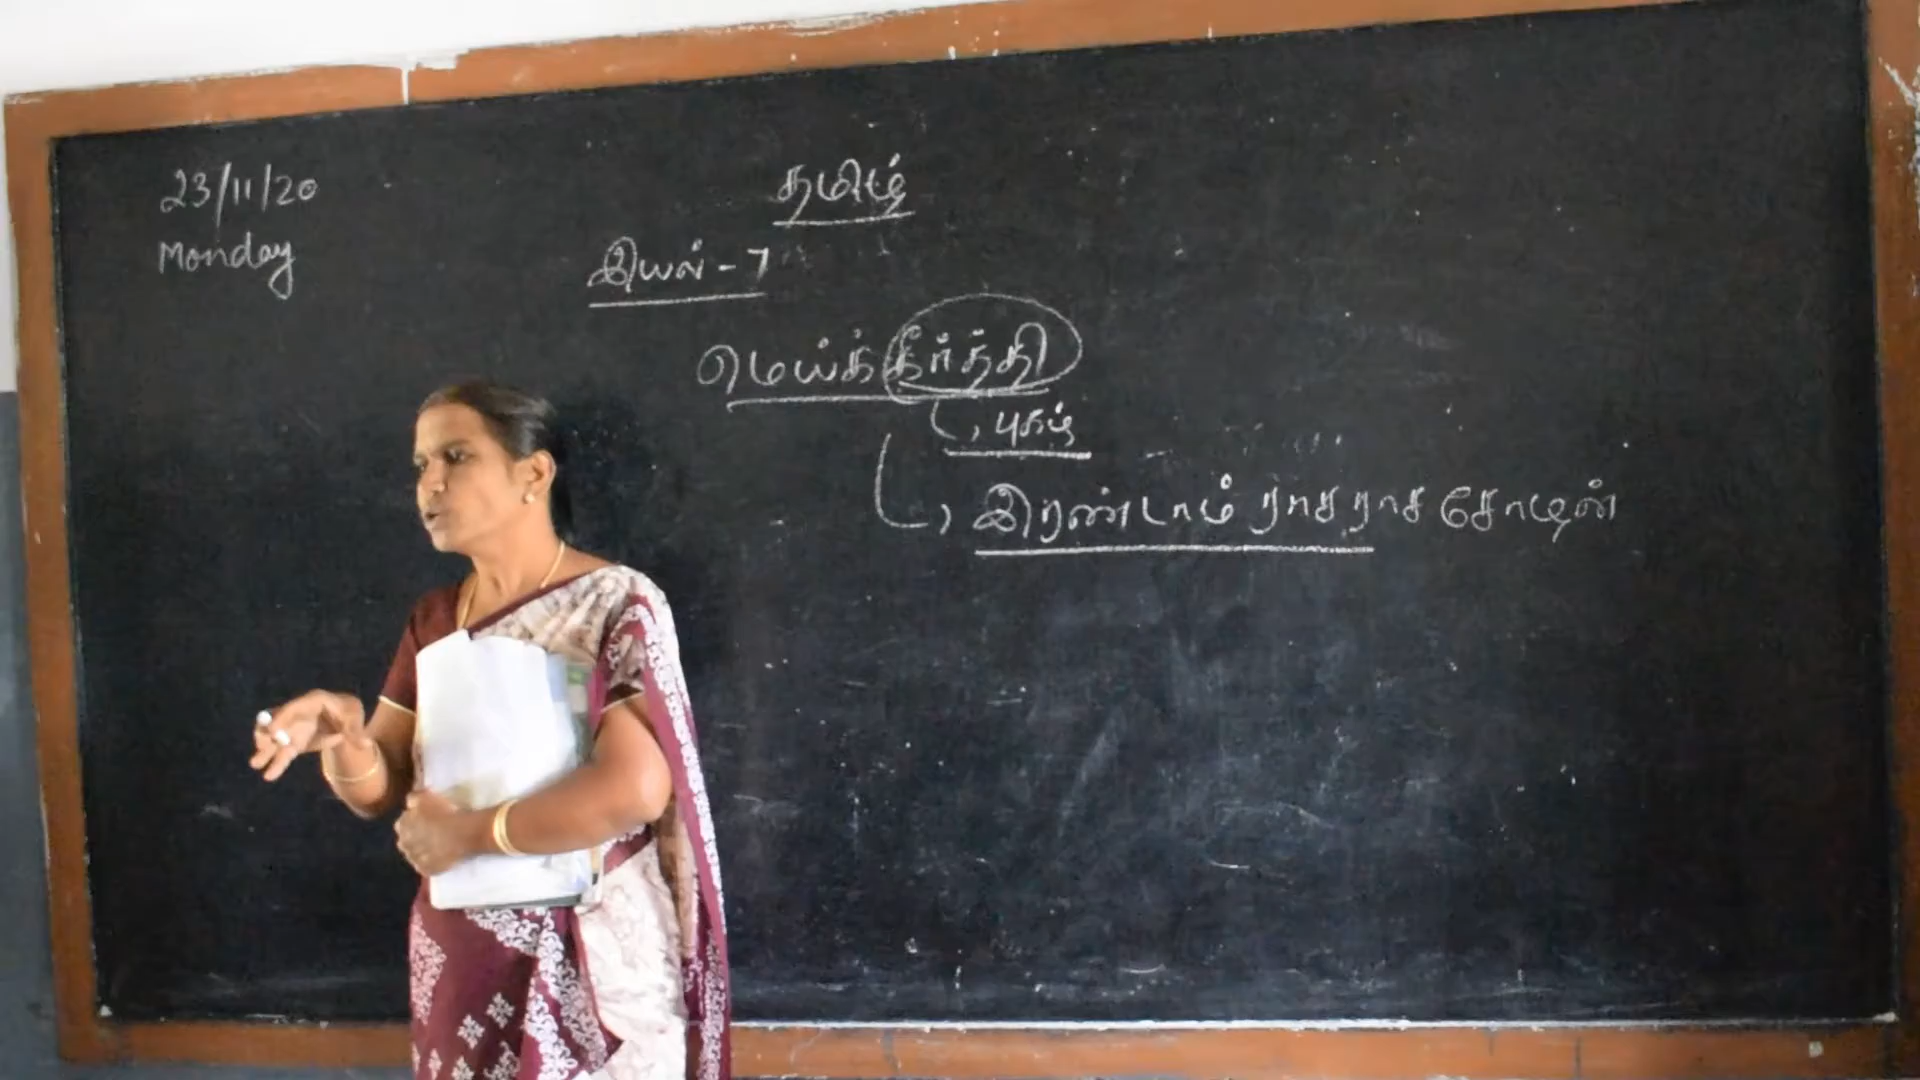 23/11/20
Monday
தமிழ்
இயல் - 7
மெய்க்கீர்த்தி
புகழ்
இரண்டாம் ராசராச சோழன்